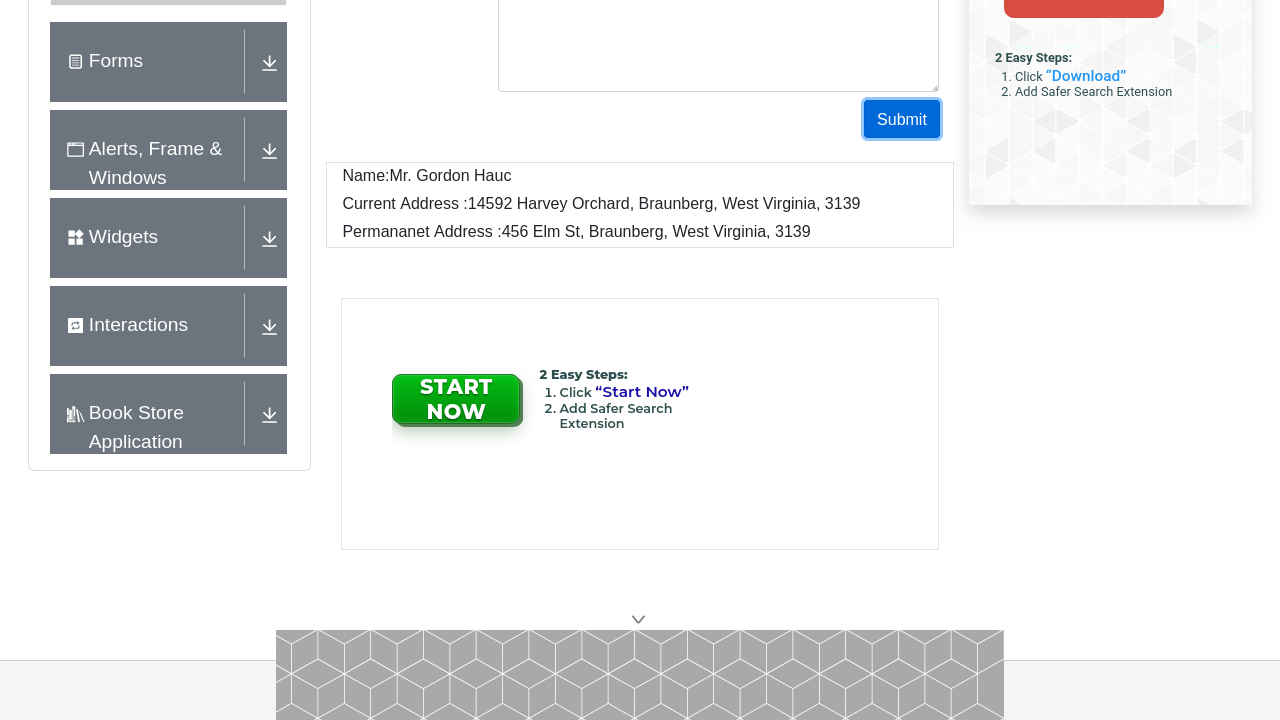 Forms
Alerts, Frame &
Windows
Widgets
Interactions
Book Store
Application
Submit
Name:Mr. Gordon Hauc
Current Address :14592 Harvey Orchard, Braunberg, West Virginia, 3139
Permananet Address :456 Elm St, Braunberg, West Virginia, 3139
START
NOW
2 Easy Steps:
1. Click “Start Now”
2. Add Safer Search
Extension
2 Easy Steps:
1. Click “Download”
2. Add Safer Search Extension